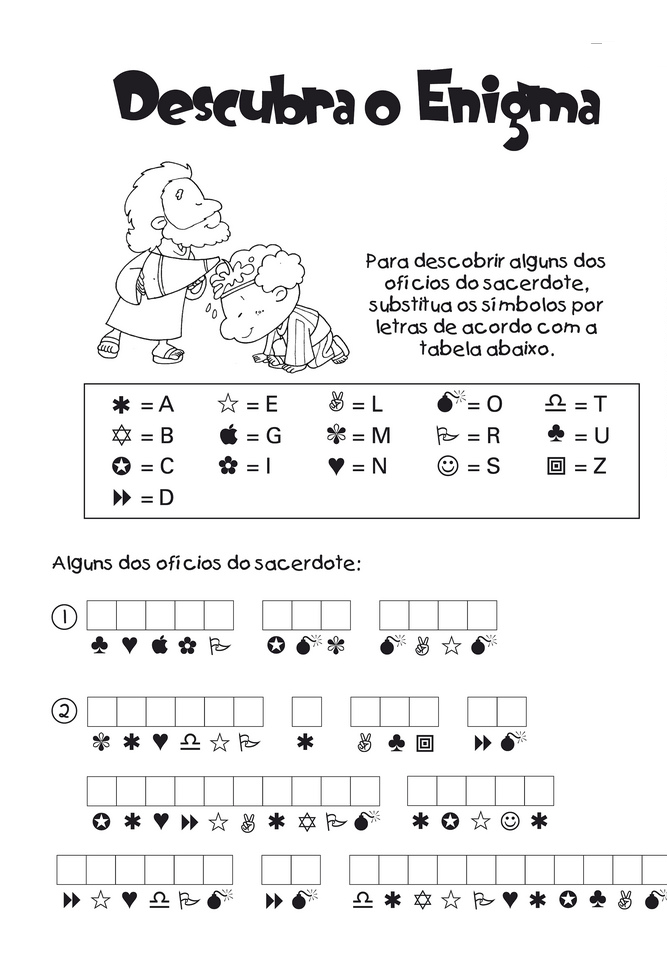 Descubra o Enigma
Para descobrir alguns dos
ofícios do sacerdote,
substitua os símbolos por
letras de acordo com a
tabela abaixo.
✱ = A ☆ = E ✌ = L 💣 = O ♎ = T
✡ = B 🍎 = G ✽ = M 🏳 = R ♣ = U
✪ = C ✿ = I ♥ = N ☺ = S 回 = Z
▶▶ = D
Alguns dos ofícios do sacerdote:
1
2